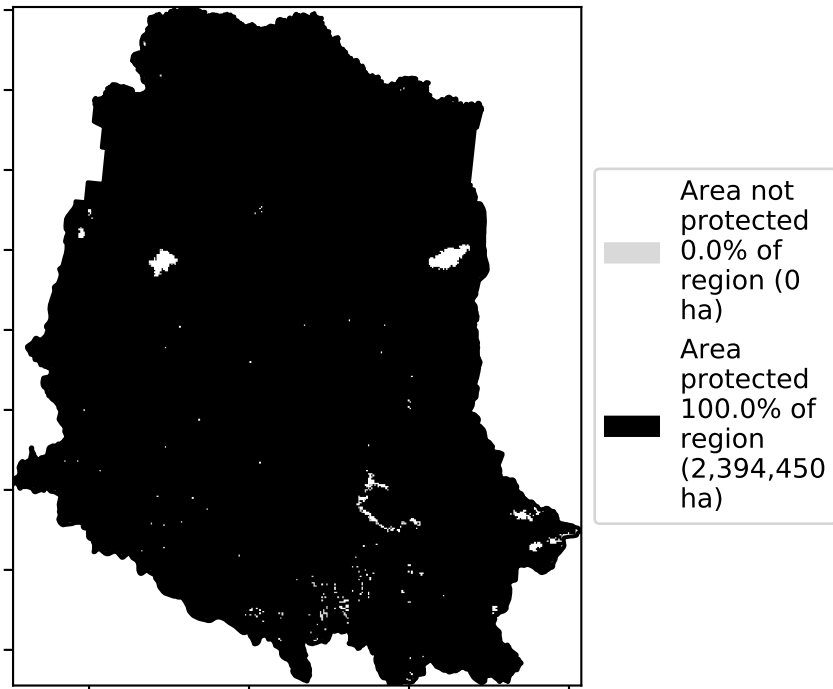 Area not
protected
0.0% of
region (0
ha)
Area
protected
100.0% of
region
(2,394,450
ha)